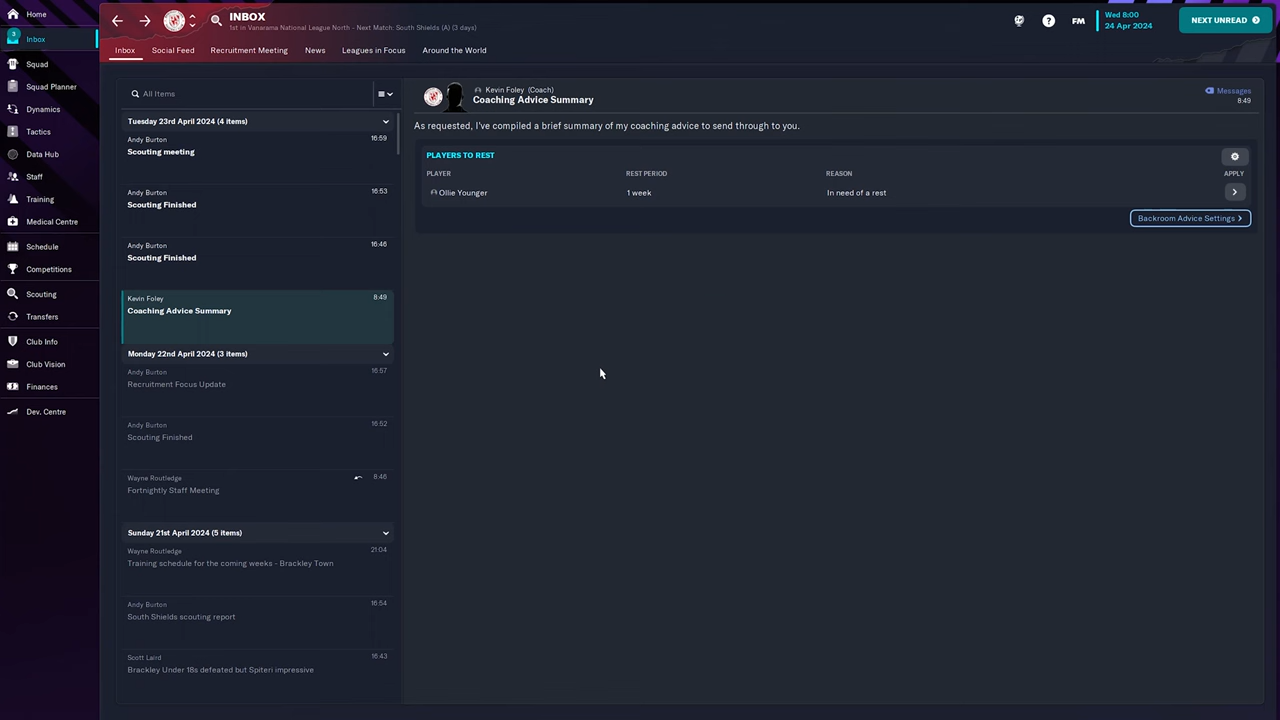 Home
3
Inbox
Squad
Squad Planner
Dynamics
Tactics
Data Hub
Staff
Training
Medical Centre
Schedule
Competitions
Scouting
Transfers
Club Info
Club Vision
Finances
Dev. Centre
INBOX
1st in Vanarama National League North - Next Match: South Shields (A) (3 days)
?
FM
Wed 8:00
24 Apr 2024
NEXT UNREAD
Inbox
Social Feed
Recruitment Meeting
News
Leagues in Focus
Around the World
All Items
Tuesday 23rd April 2024 (4 items)
Andy Burton 16:59
Scouting meeting
Andy Burton 16:53
Scouting Finished
Andy Burton 16:46
Scouting Finished
Kevin Foley 8:49
Coaching Advice Summary
Monday 22nd April 2024 (3 items)
Andy Burton 16:57
Recruitment Focus Update
Andy Burton 16:52
Scouting Finished
Wayne Routledge 8:46
Fortnightly Staff Meeting
Sunday 21st April 2024 (5 items)
Wayne Routledge 21:04
Training schedule for the coming weeks - Brackley Town
Andy Burton 16:54
South Shields scouting report
Scott Laird 16:43
Brackley Under 18s defeated but Spiteri impressive
Kevin Foley (Coach)
Coaching Advice Summary
Messages
8:49
As requested, I've compiled a brief summary of my coaching advice to send through to you.
PLAYERS TO REST
PLAYER REST PERIOD REASON APPLY
Ollie Younger 1 week In need of a rest
Backroom Advice Settings